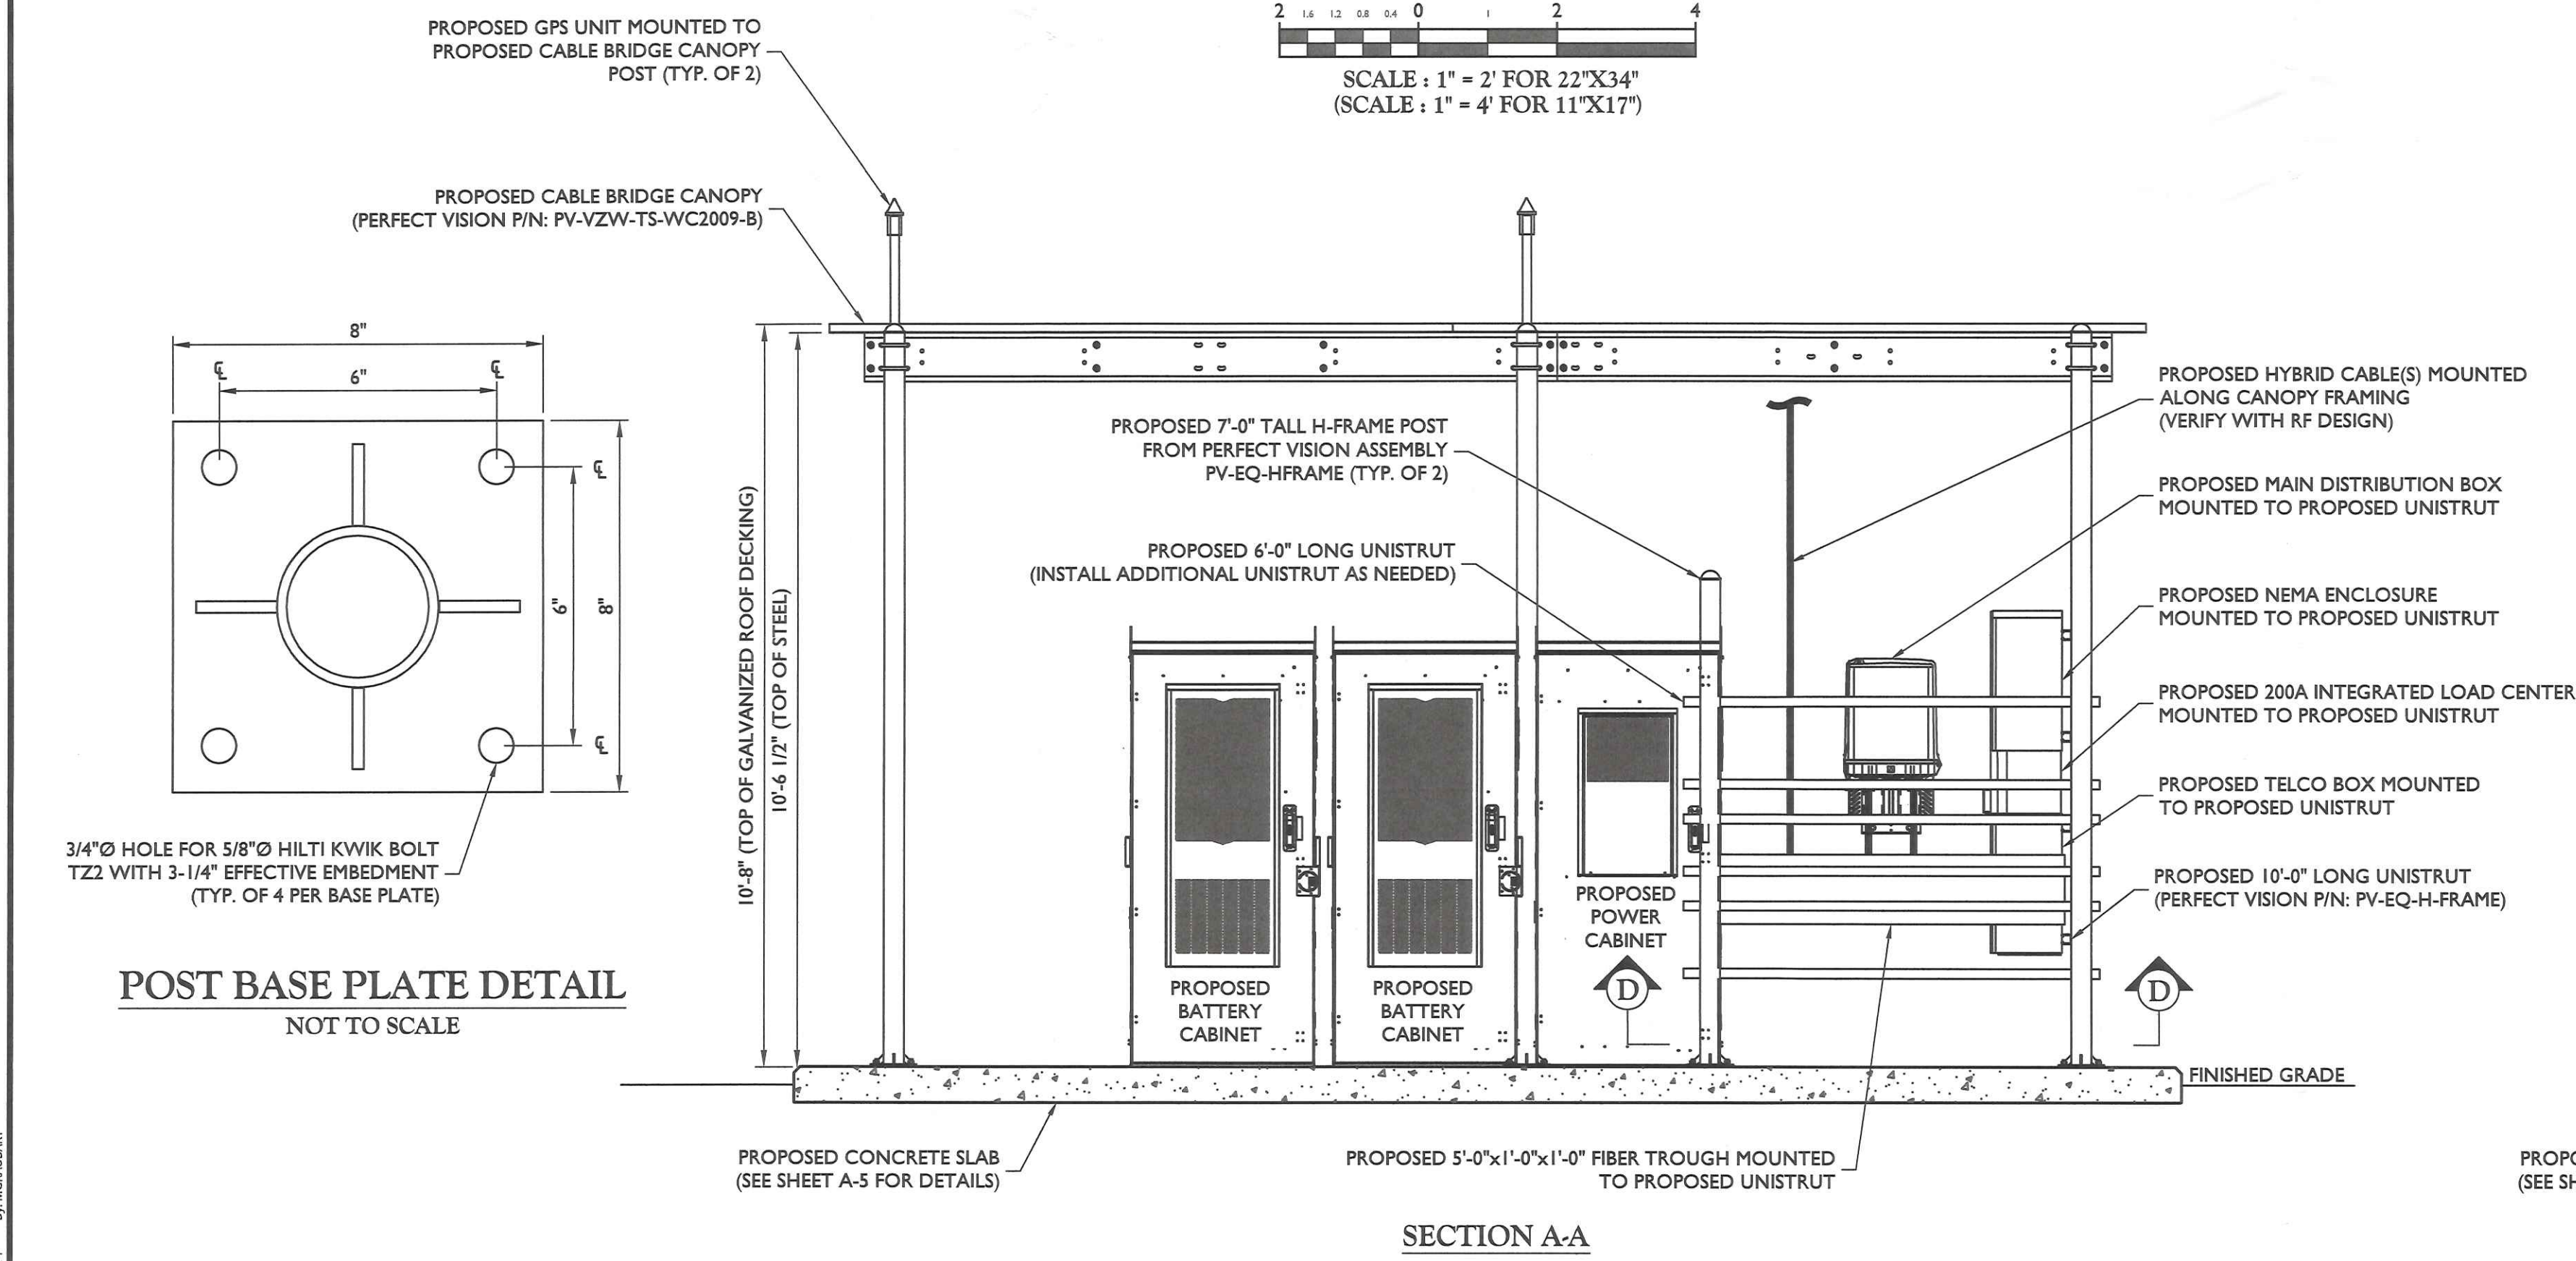 2 1.6 1.2 0.8 0.4 0 1 2 4
SCALE : 1" = 2' FOR 22"X34"
(SCALE : 1" = 4' FOR 11"X17")
PROPOSED GPS UNIT MOUNTED TO
PROPOSED CABLE BRIDGE CANOPY
POST (TYP. OF 2)
PROPOSED CABLE BRIDGE CANOPY
(PERFECT VISION P/N: PV-VZW-TS-WC2009-B)
8"
℄ ℄
6"
℄
6"
8"
℄
3/4"Ø HOLE FOR 5/8"Ø HILTI KWIK BOLT
TZ2 WITH 3-1/4" EFFECTIVE EMBEDMENT
(TYP. OF 4 PER BASE PLATE)
POST BASE PLATE DETAIL
NOT TO SCALE
10'-8" (TOP OF GALVANIZED ROOF DECKING)
10'-6 1/2" (TOP OF STEEL)
PROPOSED 7'-0" TALL H-FRAME POST
FROM PERFECT VISION ASSEMBLY
PV-EQ-HFRAME (TYP. OF 2)
PROPOSED 6'-0" LONG UNISTRUT
(INSTALL ADDITIONAL UNISTRUT AS NEEDED)
PROPOSED
BATTERY
CABINET
PROPOSED
BATTERY
CABINET
PROPOSED
POWER
CABINET
D
D
PROPOSED HYBRID CABLE(S) MOUNTED
ALONG CANOPY FRAMING
(VERIFY WITH RF DESIGN)
PROPOSED MAIN DISTRIBUTION BOX
MOUNTED TO PROPOSED UNISTRUT
PROPOSED NEMA ENCLOSURE
MOUNTED TO PROPOSED UNISTRUT
PROPOSED 200A INTEGRATED LOAD CENTER
MOUNTED TO PROPOSED UNISTRUT
PROPOSED TELCO BOX MOUNTED
TO PROPOSED UNISTRUT
PROPOSED 10'-0" LONG UNISTRUT
(PERFECT VISION P/N: PV-EQ-H-FRAME)
FINISHED GRADE
PROPOSED CONCRETE SLAB
(SEE SHEET A-5 FOR DETAILS)
PROPOSED 5'-0"x1'-0"x1'-0" FIBER TROUGH MOUNTED
TO PROPOSED UNISTRUT
SECTION A-A
PROPO
(SEE SH